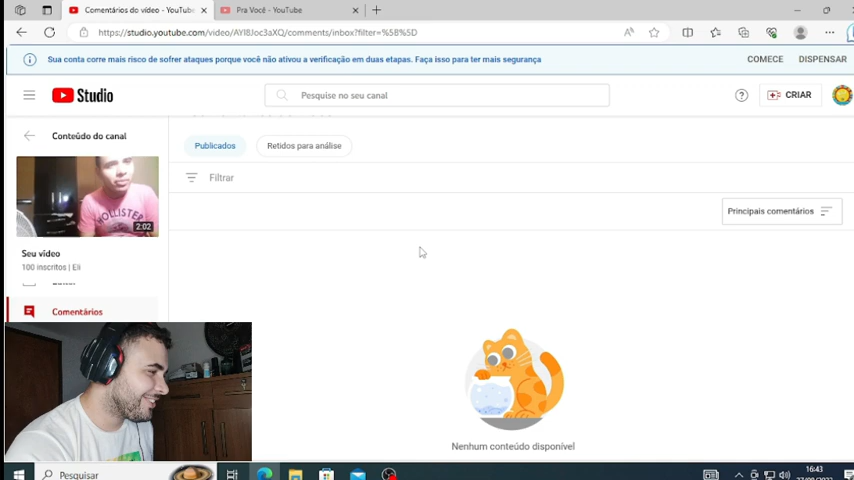 Comentários do vídeo - YouTub
Pra Você - YouTube
https://studio.youtube.com/video/AYI8Joc3aXQ/comments/inbox?filter=%5B%5D
Sua conta corre mais risco de sofrer ataques porque você não ativou a verificação em duas etapas. Faça isso para ter mais segurança
COMECE
DISPENSAR
Studio
Pesquise no seu canal
CRIAR
Conteúdo do canal
Publicados
Retidos para análise
Filtrar
Principais comentários
HOLLISTER
2:02
Seu vídeo
100 inscritos | Eli
Comentários
Nenhum conteúdo disponível
Pesquisar
16:43